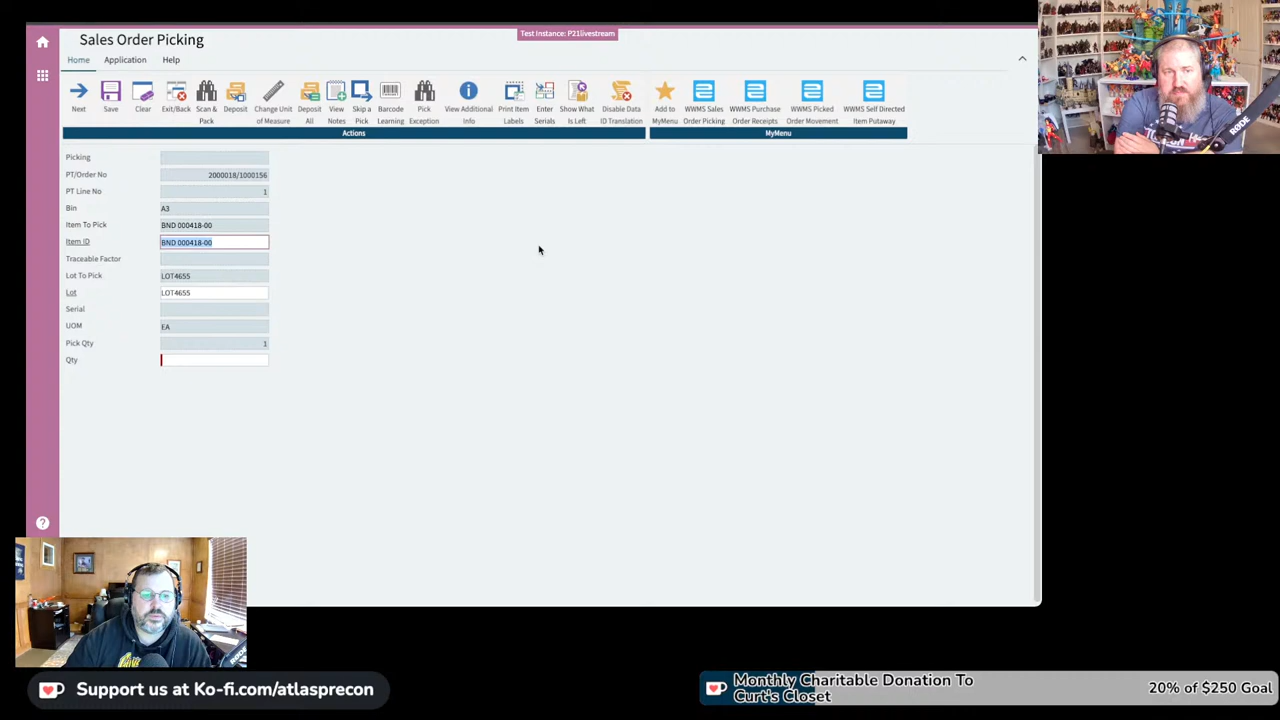 Test Instance: P21livestream
Sales Order Picking
Home Application Help
Next Save Clear Exit/Back Scan & Pack Deposit Change Unit of Measure Deposit All View Notes Skip a Pick Barcode Learning Pick Exception View Additional Info Print Item Labels Enter Serials Show What Is Left Disable Data ID Translation Add to MyMenu WWMS Sales Order Picking WWMS Purchase Order Receipts WWMS Picked Order Movement WWMS Self Directed Item Putaway
Actions MyMenu
Picking
PT/Order No 2000018/1000156
PT Line No 1
Bin A3
Item To Pick BND 000418-00
Item ID BND 000418-00
Traceable Factor
Lot To Pick LOT4655
Lot LOT4655
Serial
UOM EA
Pick Qty 1
Qty
RODE
Support us at Ko-fi.com/atlasprecon
Monthly Charitable Donation To
Curt's Closet
20% of $250 Goal